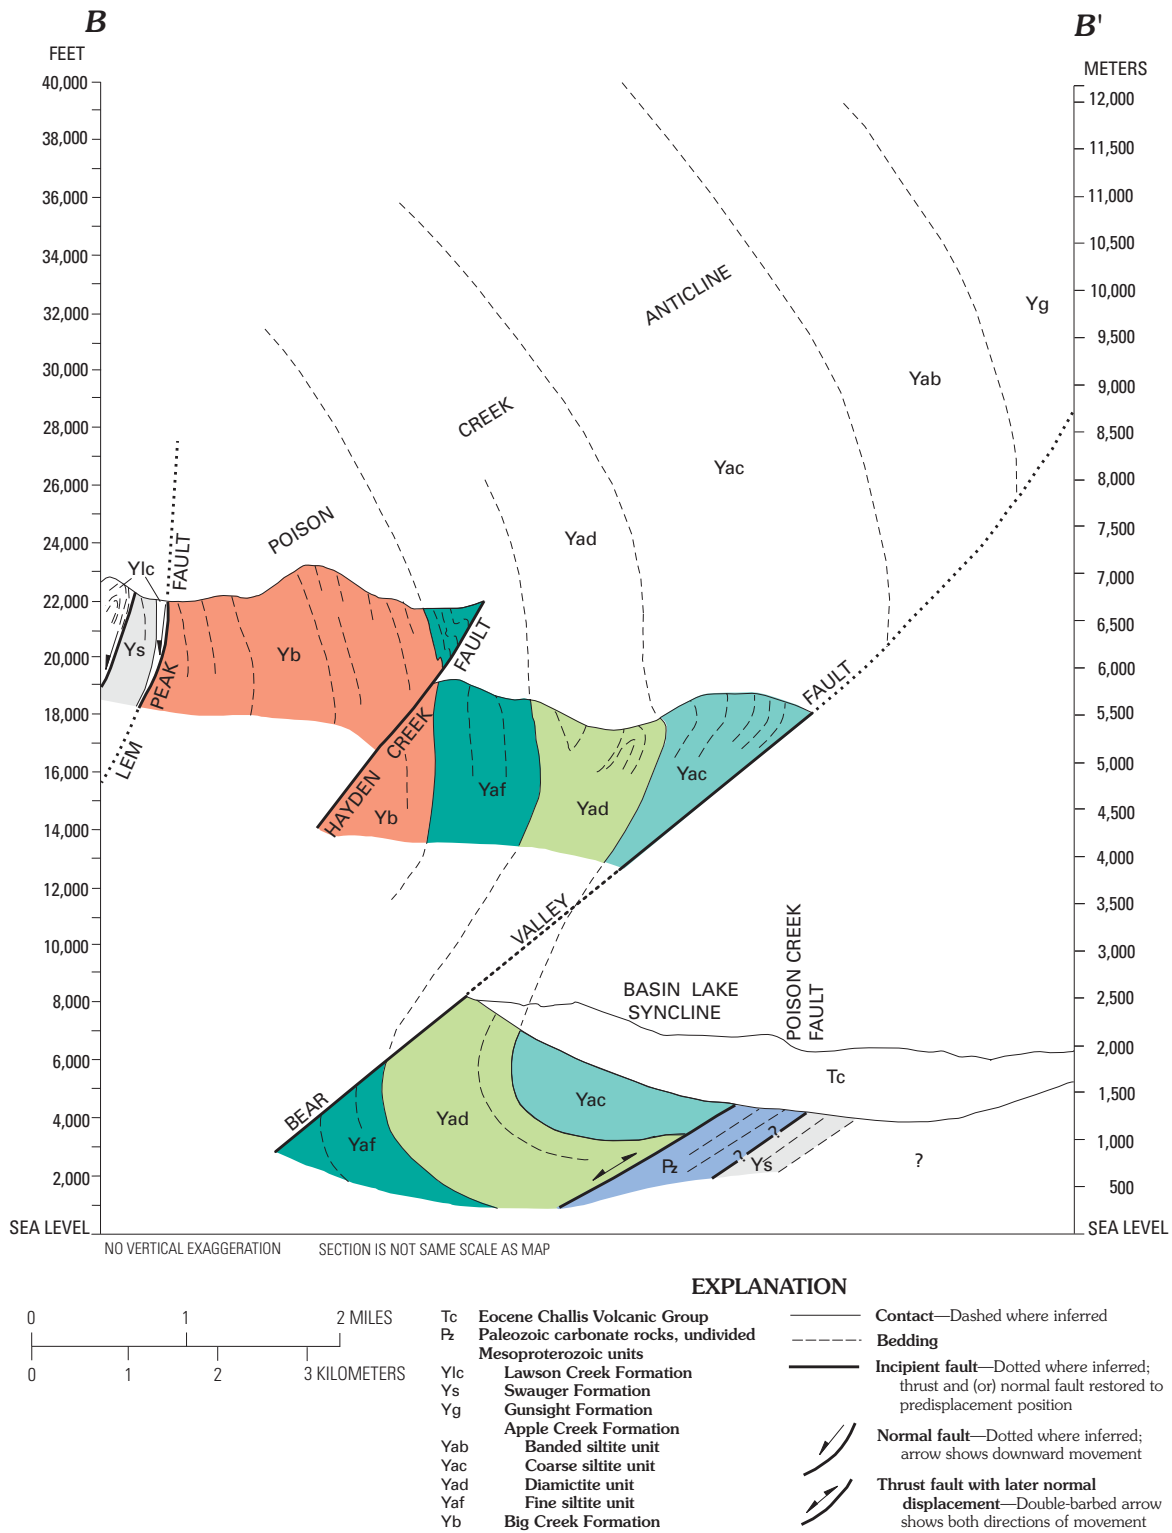 B
B'
FEET
METERS
40,000
38,000
36,000
34,000
32,000
30,000
28,000
26,000
24,000
22,000
20,000
18,000
16,000
14,000
12,000
10,000
8,000
6,000
4,000
2,000
SEA LEVEL
12,000
11,500
11,000
10,500
10,000
9,500
9,000
8,500
8,000
7,500
7,000
6,500
6,000
5,500
5,000
4,500
4,000
3,500
3,000
2,500
2,000
1,500
1,000
500
SEA LEVEL
POISON CREEK ANTICLINE
Yg
Yab
Yac
Yad
Ylc
Ys
Yb
LEM PEAK FAULT
HAYDEN CREEK FAULT
Yb
Yaf
Yad
Yac
BEAR VALLEY FAULT
BASIN LAKE
SYNCLINE
POISON CREEK
FAULT
Tc
Yac
Yad
Yaf
Pz
?
?
Ys
?
NO VERTICAL EXAGGERATION
SECTION IS NOT SAME SCALE AS MAP
0 1 2 MILES
0 1 2 3 KILOMETERS
EXPLANATION
Tc Eocene Challis Volcanic Group
Pz Paleozoic carbonate rocks, undivided
Mesoproterozoic units
Ylc Lawson Creek Formation
Ys Swauger Formation
Yg Gunsight Formation
Apple Creek Formation
Yab Banded siltite unit
Yac Coarse siltite unit
Yad Diamictite unit
Yaf Fine siltite unit
Yb Big Creek Formation
Contact—Dashed where inferred
Bedding
Incipient fault—Dotted where inferred;
thrust and (or) normal fault restored to
predisplacement position
Normal fault—Dotted where inferred;
arrow shows downward movement
Thrust fault with later normal
displacement—Double-barbed arrow
shows both directions of movement